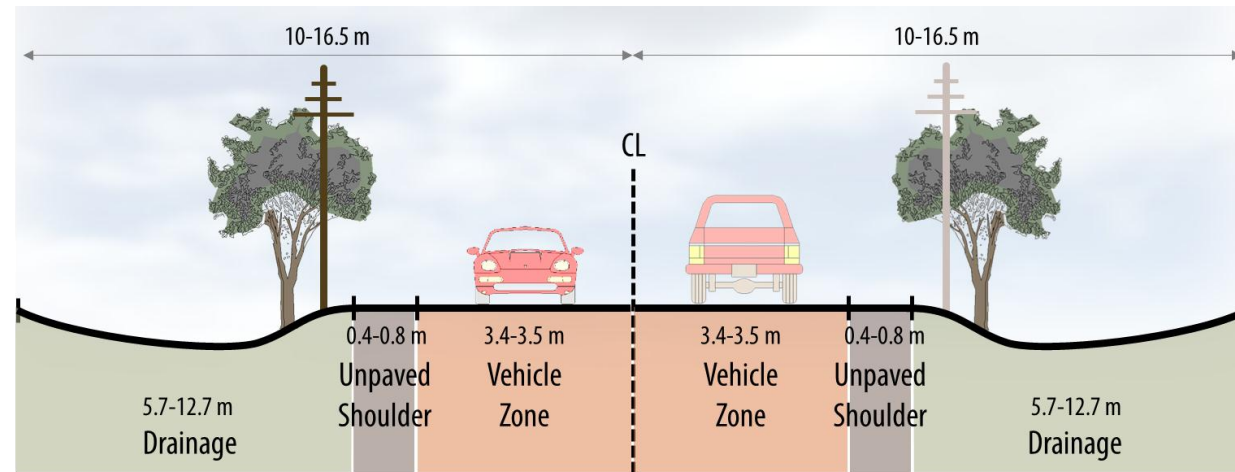 10-16.5 m
10-16.5 m
CL
0.4-0.8 m
Unpaved
Shoulder
3.4-3.5 m
Vehicle
Zone
3.4-3.5 m
Vehicle
Zone
0.4-0.8 m
Unpaved
Shoulder
5.7-12.7 m
Drainage
5.7-12.7 m
Drainage